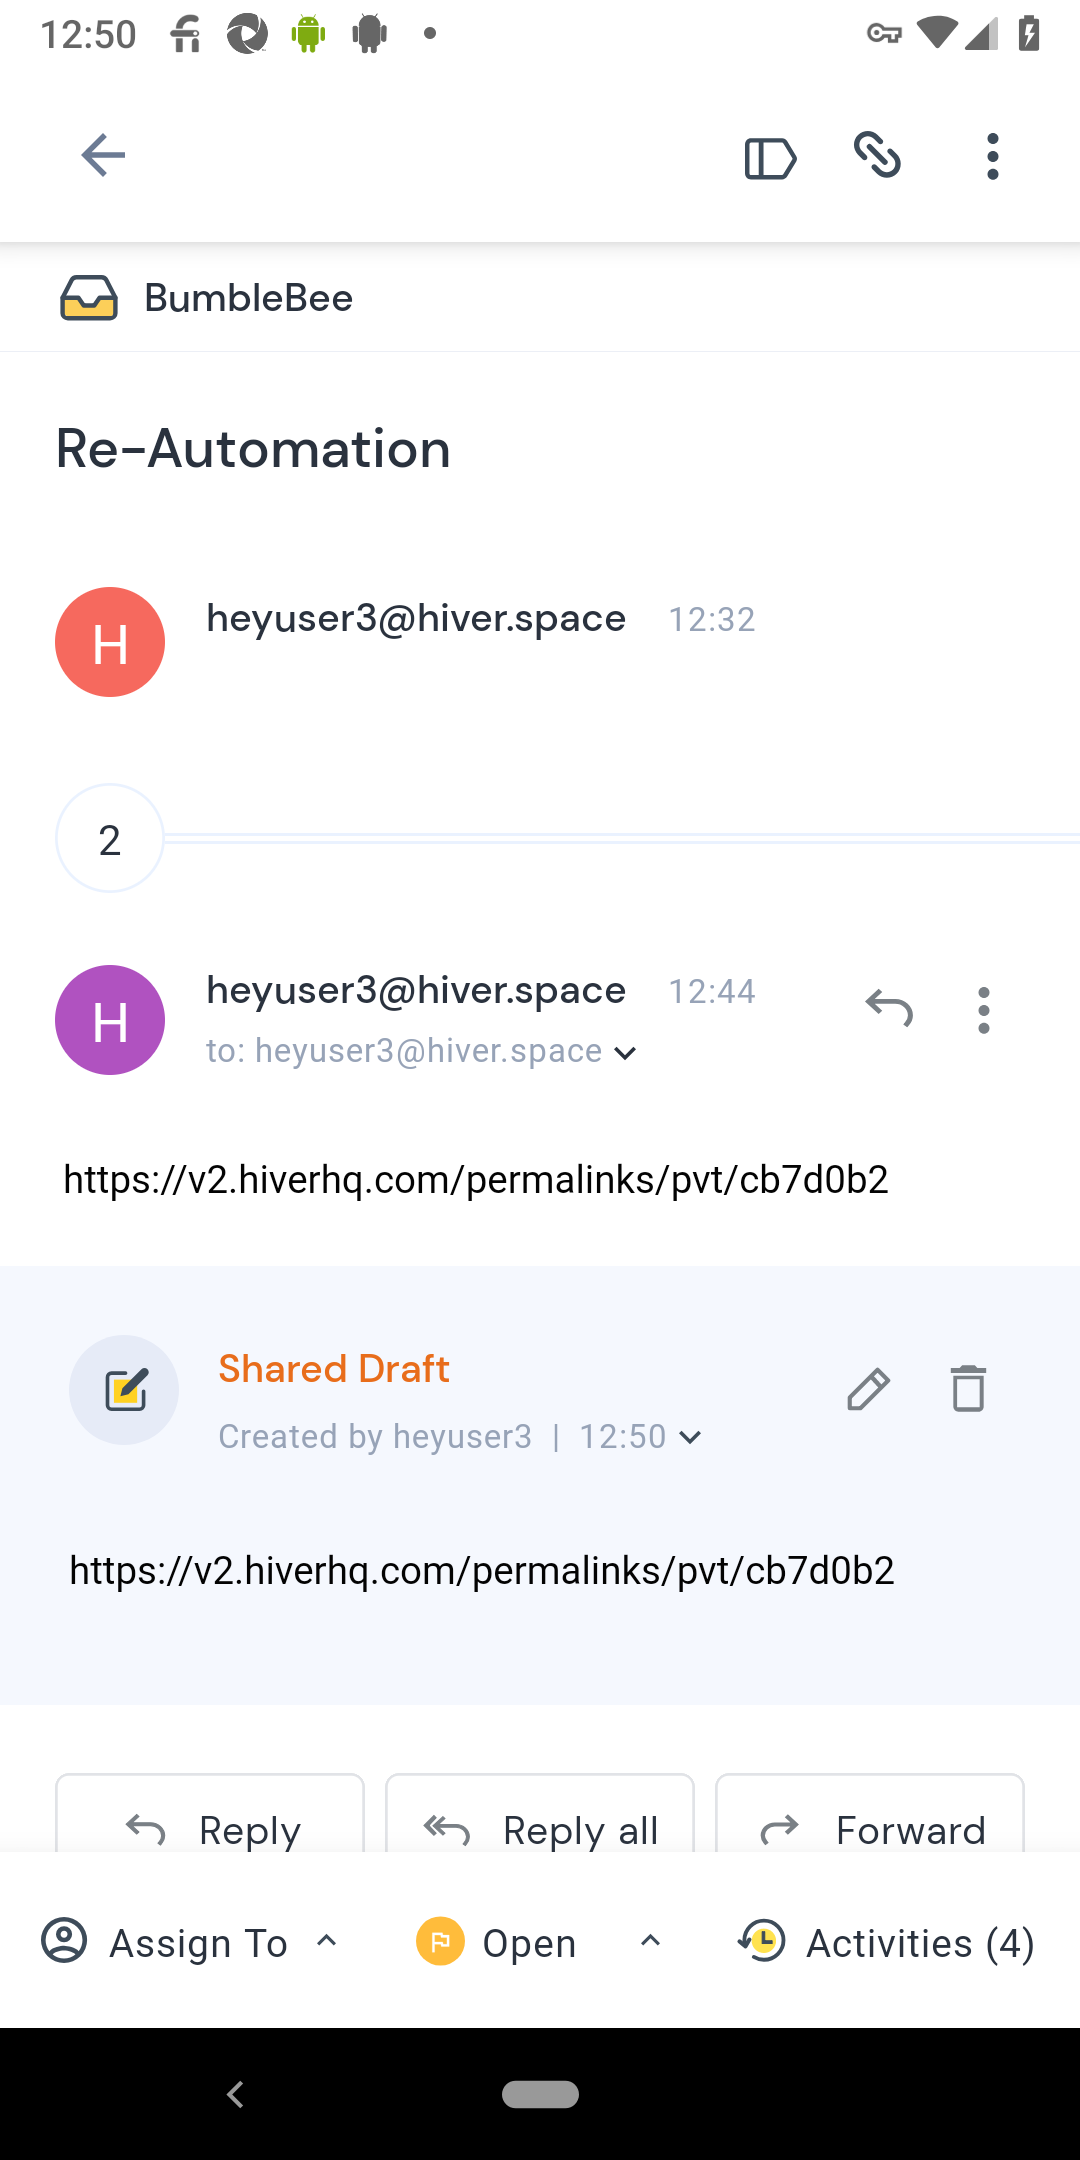 12:50
BumbleBee
Re-Automation
H
heyuser3@hiver.space 12:32
2
H
heyuser3@hiver.space 12:44
to: heyuser3@hiver.space
https://v2.hiverhq.com/permalinks/pvt/cb7d0b2
Shared Draft
Created by heyuser3 | 12:50
https://v2.hiverhq.com/permalinks/pvt/cb7d0b2
Reply Reply all Forward
Assign To Open Activities (4)